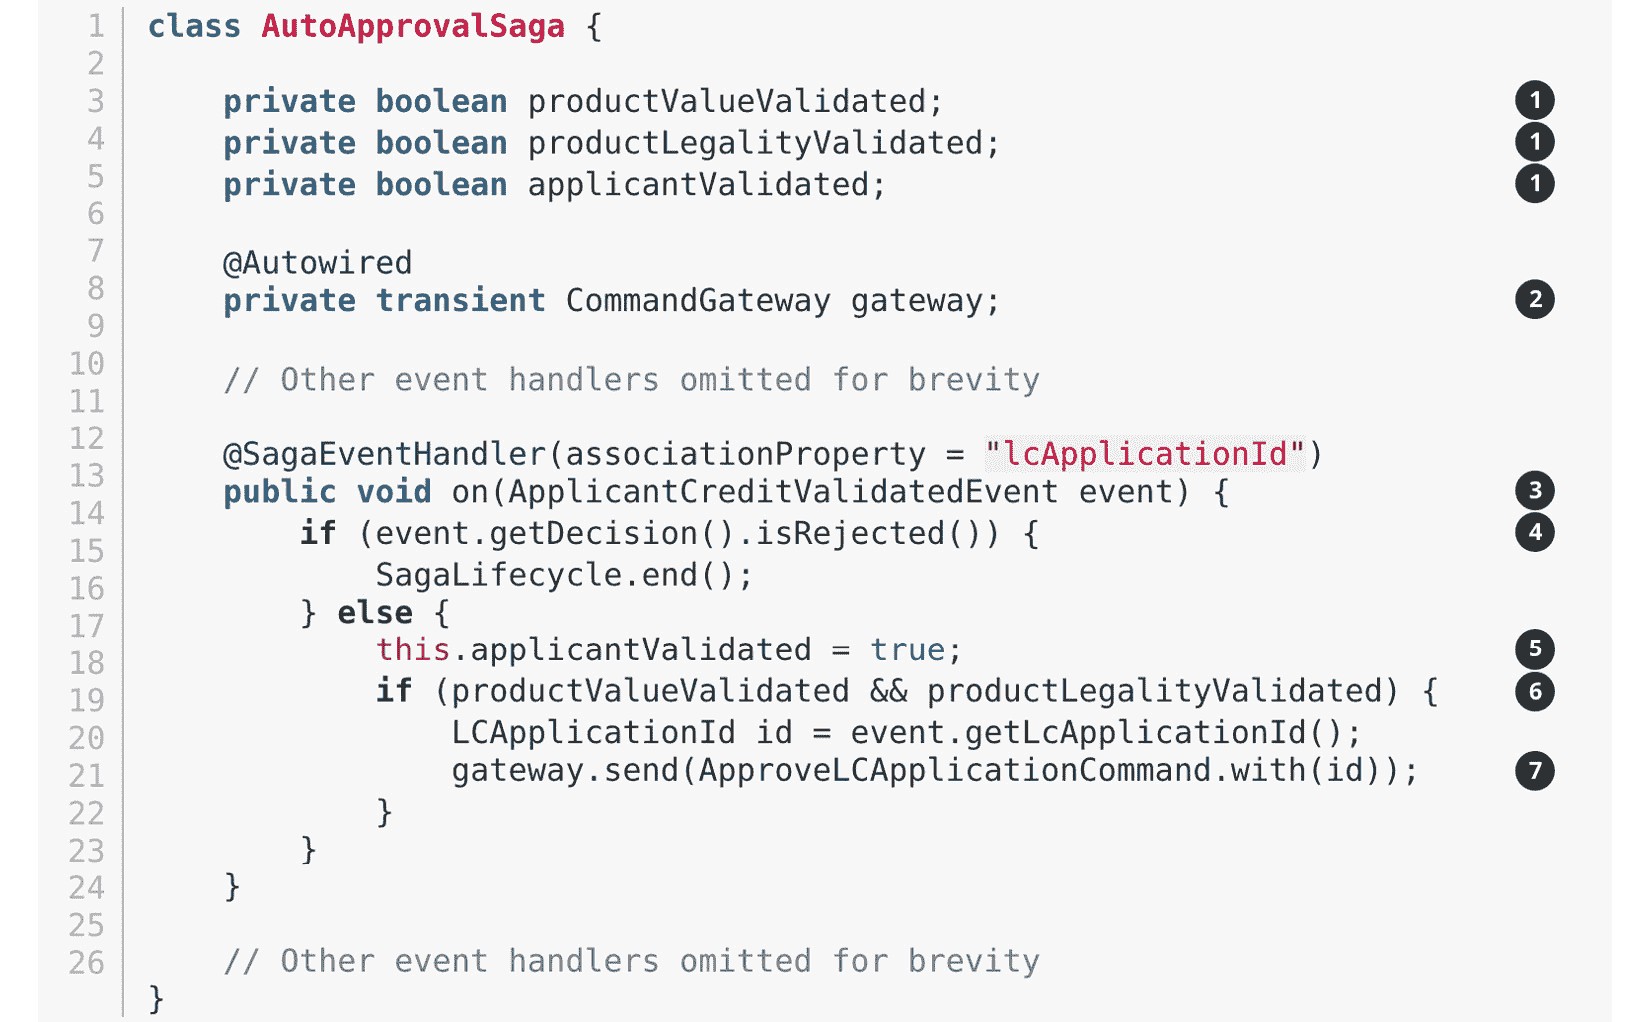 1 class AutoApprovalSaga {
2
3 private boolean productValueValidated; 1
4 private boolean productLegalityValidated; 1
5 private boolean applicantValidated; 1
6
7 @Autowired
8 private transient CommandGateway gateway; 2
9
10 // Other event handlers omitted for brevity
11
12 @SagaEventHandler(associationProperty = "lcApplicationId")
13 public void on(ApplicantCreditValidatedEvent event) { 3
14 if (event.getDecision().isRejected()) { 4
15 SagaLifecycle.end();
16 } else {
17 this.applicantValidated = true; 5
18 if (productValueValidated && productLegalityValidated) { 6
19 LCApplicationId id = event.getLcApplicationId();
20 gateway.send(ApproveLCApplicationCommand.with(id)); 7
21 }
22 }
23 }
24
25 // Other event handlers omitted for brevity
26 }